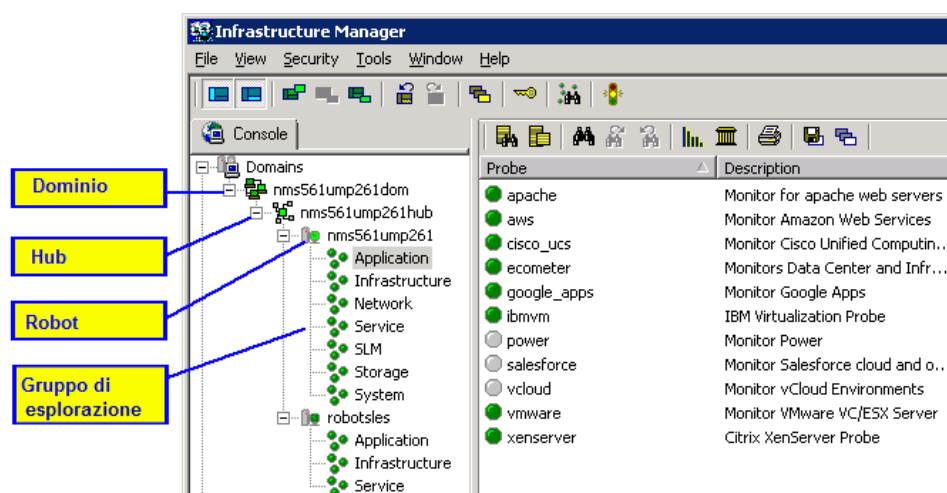 Infrastructure Manager
File View Security Tools Window Help
Console
Probe Description
Dominio
Hub
Robot
Gruppo di
esplorazione
Domains
nms561ump261dom
nms561ump261hub
nms561ump261
Application
Infrastructure
Network
Service
SLM
Storage
System
robotsles
Application
Infrastructure
Service
apache Monitor for apache web servers
aws Monitor Amazon Web Services
cisco_ucs Monitor Cisco Unified Computin...
ecometer Monitors Data Center and Infr...
google_apps Monitor Google Apps
ibmvm IBM Virtualization Probe
power Monitor Power
salesforce Monitor Salesforce cloud and o...
vcloud Monitor vCloud Environments
vmware Monitor VMware VC/ESX Server
xenserver Citrix XenServer Probe